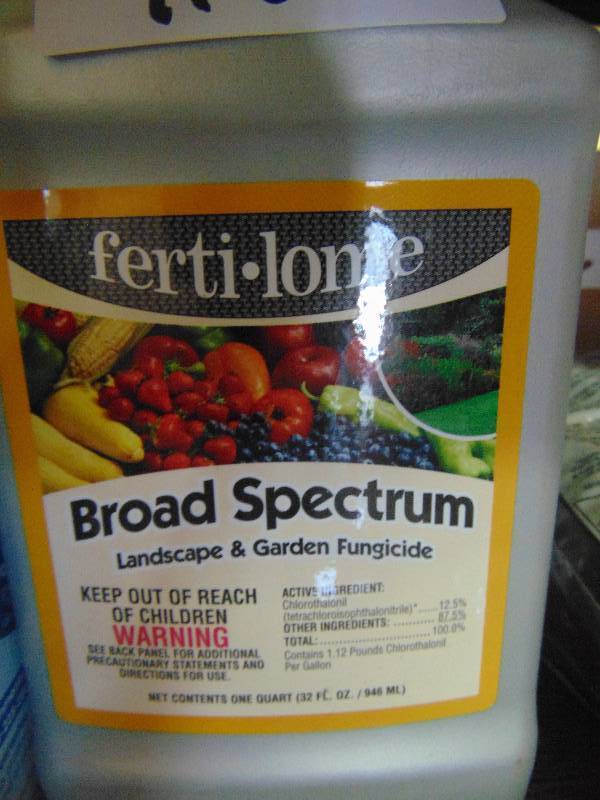 ferti•lome
Broad Spectrum
Landscape & Garden Fungicide
KEEP OUT OF REACH
OF CHILDREN
WARNING
SEE BACK PANEL FOR ADDITIONAL
PRECAUTIONARY STATEMENTS AND
DIRECTIONS FOR USE.
ACTIVE INGREDIENT:
Chlorothalonil
(tetrachloroisophthalonitrile)* ..... 12.5%
OTHER INGREDIENTS: .......... 87.5%
TOTAL: .......................... 100.0%
Contains 1.12 Pounds Chlorothalonil
Per Gallon
NET CONTENTS ONE QUART (32 FL. OZ. / 946 ML)